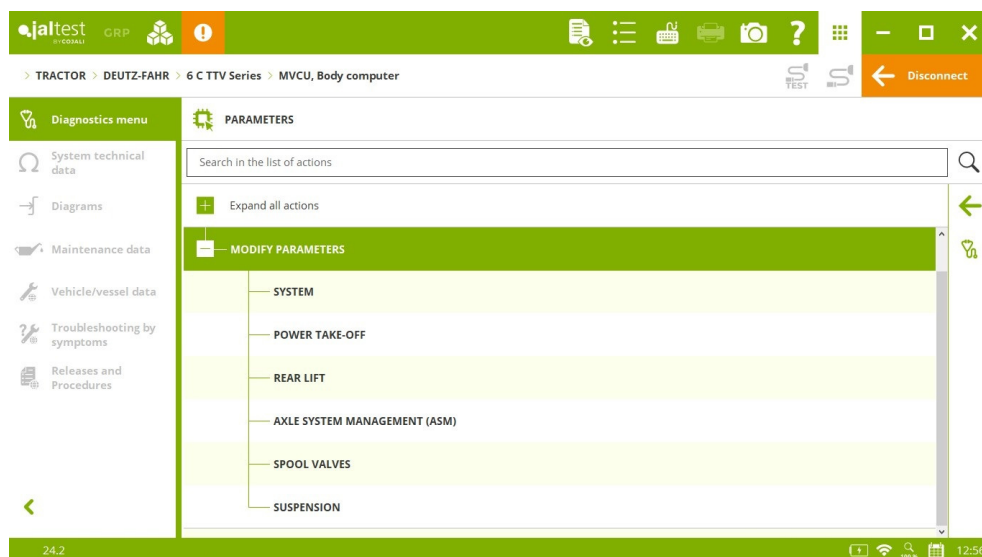 jaltest GRP
BY COJALI
> TRACTOR > DEUTZ-FAHR > 6 C TTV Series > MVCU, Body computer
TEST
Disconnect
Diagnostics menu
System technical
data
Diagrams
Maintenance data
Vehicle/vessel data
Troubleshooting by
symptoms
Releases and
Procedures
PARAMETERS
Search in the list of actions
Expand all actions
MODIFY PARAMETERS
SYSTEM
POWER TAKE-OFF
REAR LIFT
AXLE SYSTEM MANAGEMENT (ASM)
SPOOL VALVES
SUSPENSION
24.2
100 %
12:56